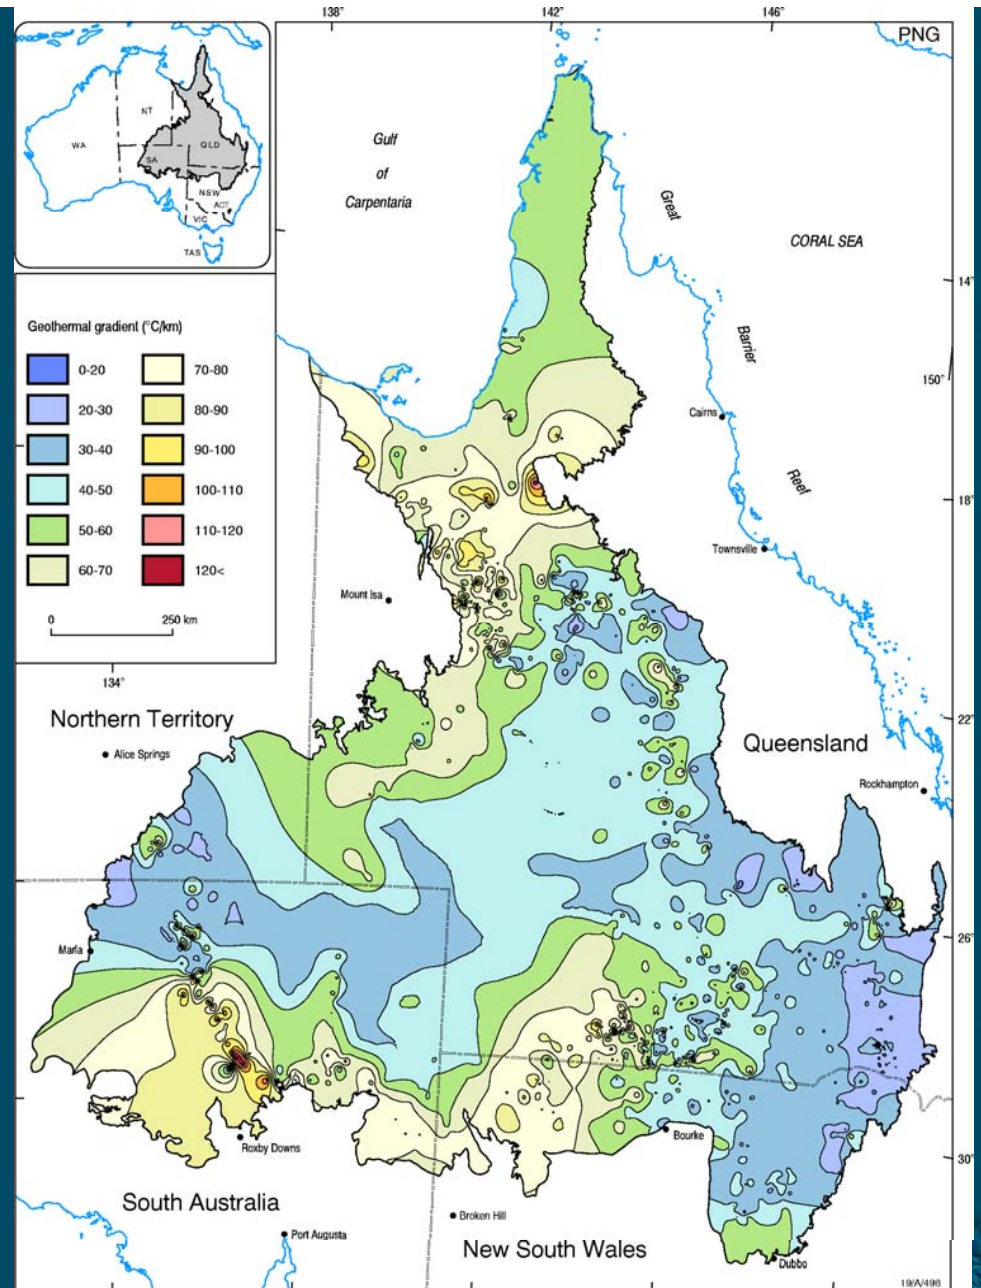 138°
142°
146°
PNG
NT
WA
QLD
SA
NSW
ACT
VIC
TAS
Gulf
of
Carpentaria
Great
Barrier
Reef
CORAL SEA
14°
150°
Geothermal gradient (°C/km)
0-20
70-80
20-30
80-90
30-40
90-100
40-50
100-110
50-60
110-120
60-70
120<
0
250 km
Cairns
18°
Townsville
Mount Isa
134°
Northern Territory
Alice Springs
22°
Queensland
Rockhampton
Marla
26°
Roxby Downs
Bourke
30°
South Australia
Port Augusta
Broken Hill
New South Wales
Dubbo
19/A/496